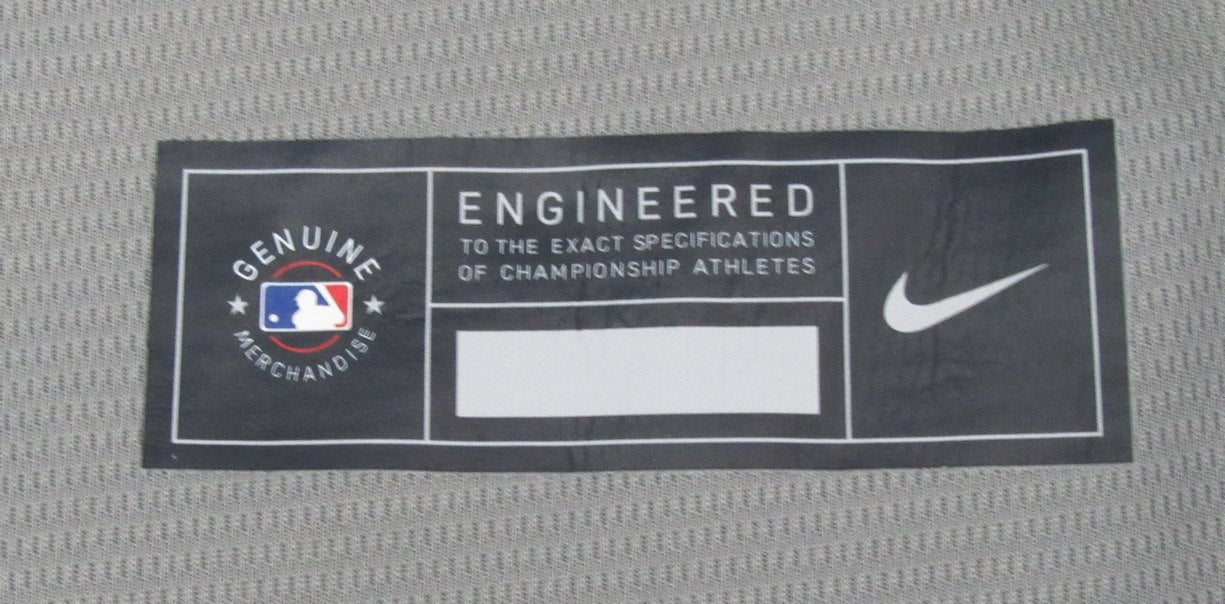 GENUINE
MERCHANDISE
ENGINEERED
TO THE EXACT SPECIFICATIONS
OF CHAMPIONSHIP ATHLETES